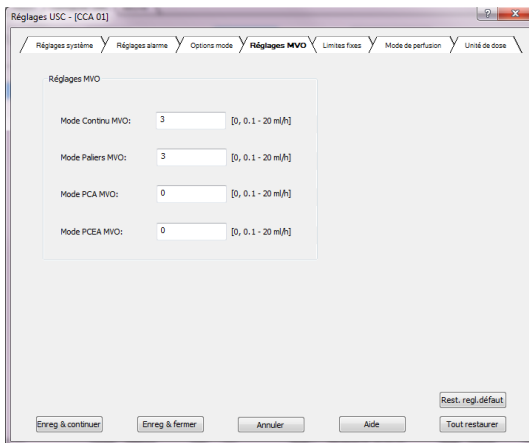 Réglages USC - [CCA 01]
Réglages système Réglages alarme Options mode Réglages MVO Limites fixes Mode de perfusion Unité de dose
Réglages MVO
Mode Continu MVO: 3 [0, 0.1 - 20 ml/h]
Mode Paliers MVO: 3 [0, 0.1 - 20 ml/h]
Mode PCA MVO: 0 [0, 0.1 - 20 ml/h]
Mode PCEA MVO: 0 [0, 0.1 - 20 ml/h]
Rest. regl.défaut
Enreg & continuer Enreg & fermer Annuler Aide Tout restaurer